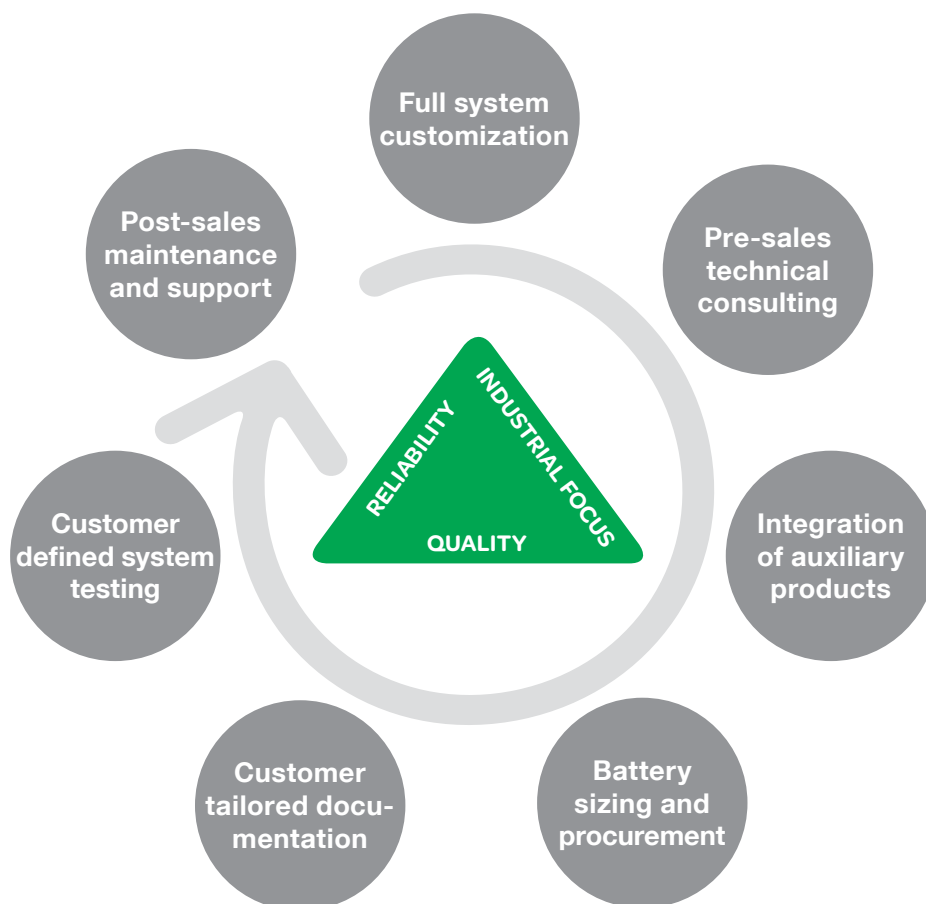 Full system
customization
Pre-sales
technical
consulting
Integration
of auxiliary
products
Battery
sizing and
procurement
Customer
tailored docu-
mentation
Customer
defined system
testing
Post-sales
maintenance
and support
RELIABILITY
INDUSTRIAL FOCUS
QUALITY